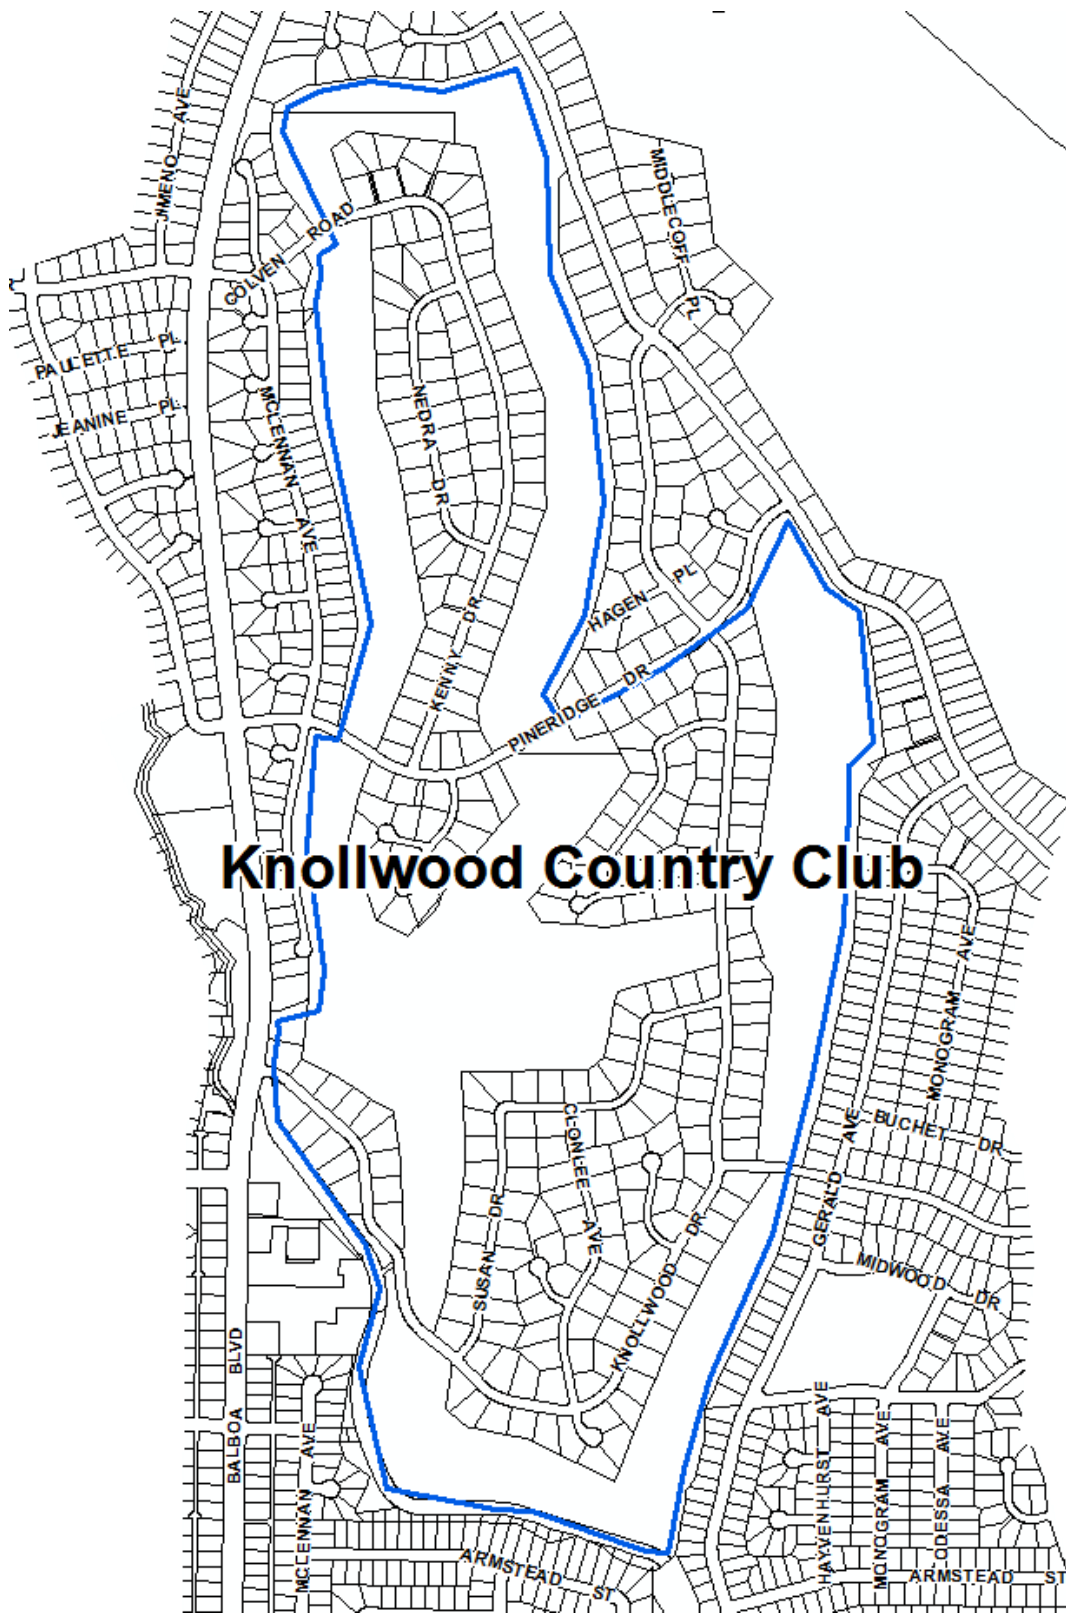 JIMENO AVE
MIDDLECOFF PL
COLVEN ROAD
PAULETTE PL
JEANINE PL
MCLENNAN AVE
NEDRA DR
HAGEN PL
KENNY DR
PINERIDGE DR
Knollwood Country Club
MONOGRAM AVE
BUCHET DR
CLONLEE AVE
GERALD AVE
SUSAN DR
KNOLLWOOD DR
MIDWOOD DR
BALBOA BLVD
MCLENNAN AVE
HAYVENHURST AVE
MONOGRAM AVE
ODESSA AVE
ARMSTEAD ST
ARMSTEAD ST